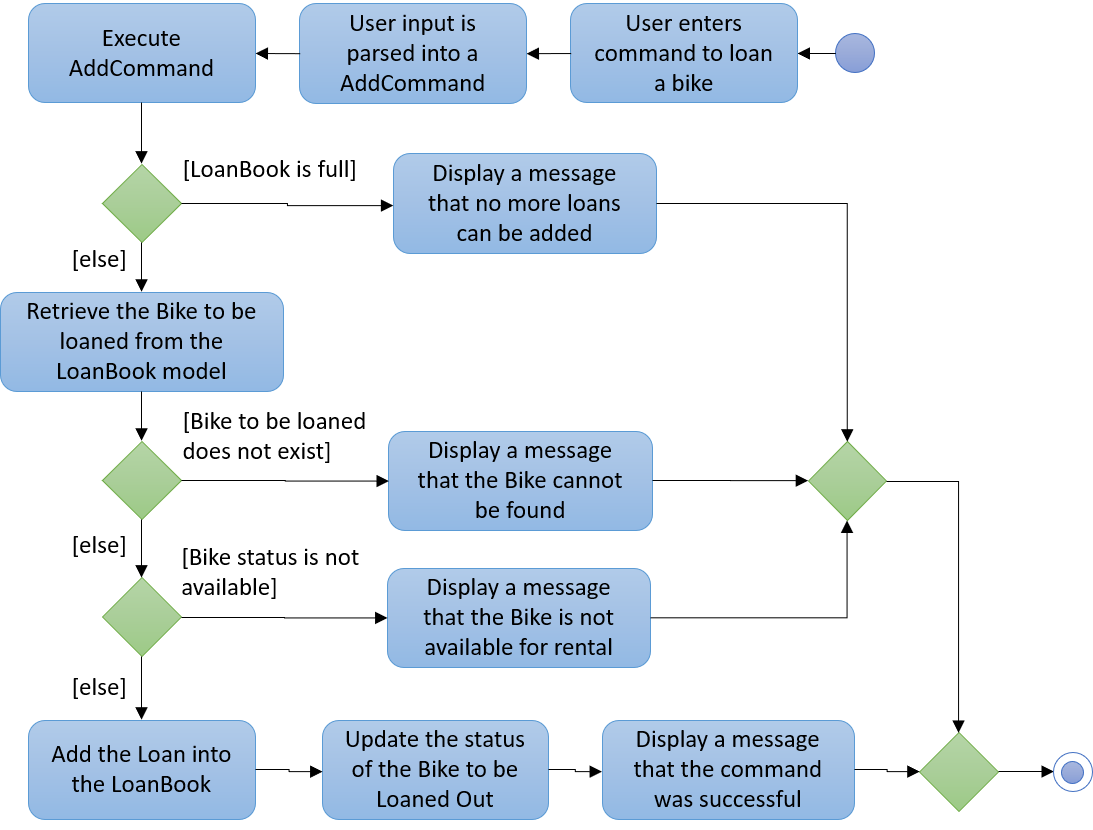 Execute
AddCommand
User input is
parsed into a
AddCommand
User enters
command to loan
a bike
[LoanBook is full]
Display a message
that no more loans
can be added
[else]
Retrieve the Bike to be
loaned from the
LoanBook model
[Bike to be loaned
does not exist]
Display a message
that the Bike cannot
be found
[else]
[Bike status is not
available]
Display a message
that the Bike is not
available for rental
[else]
Add the Loan into
the LoanBook
Update the status
of the Bike to be
Loaned Out
Display a message
that the command
was successful